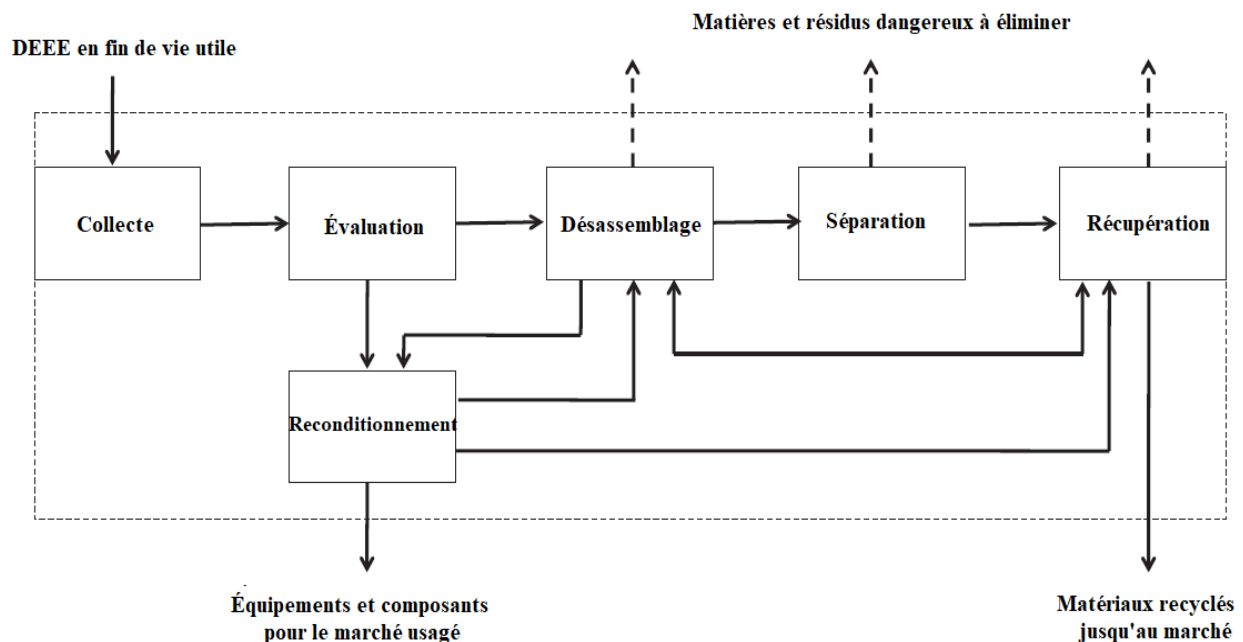 Matières et résidus dangereux à éliminer
DEEE en fin de vie utile
Collecte
Évaluation
Désassemblage
Séparation
Récupération
Reconditionnement
Équipements et composants
pour le marché usagé
Matériaux recyclés
jusqu'au marché